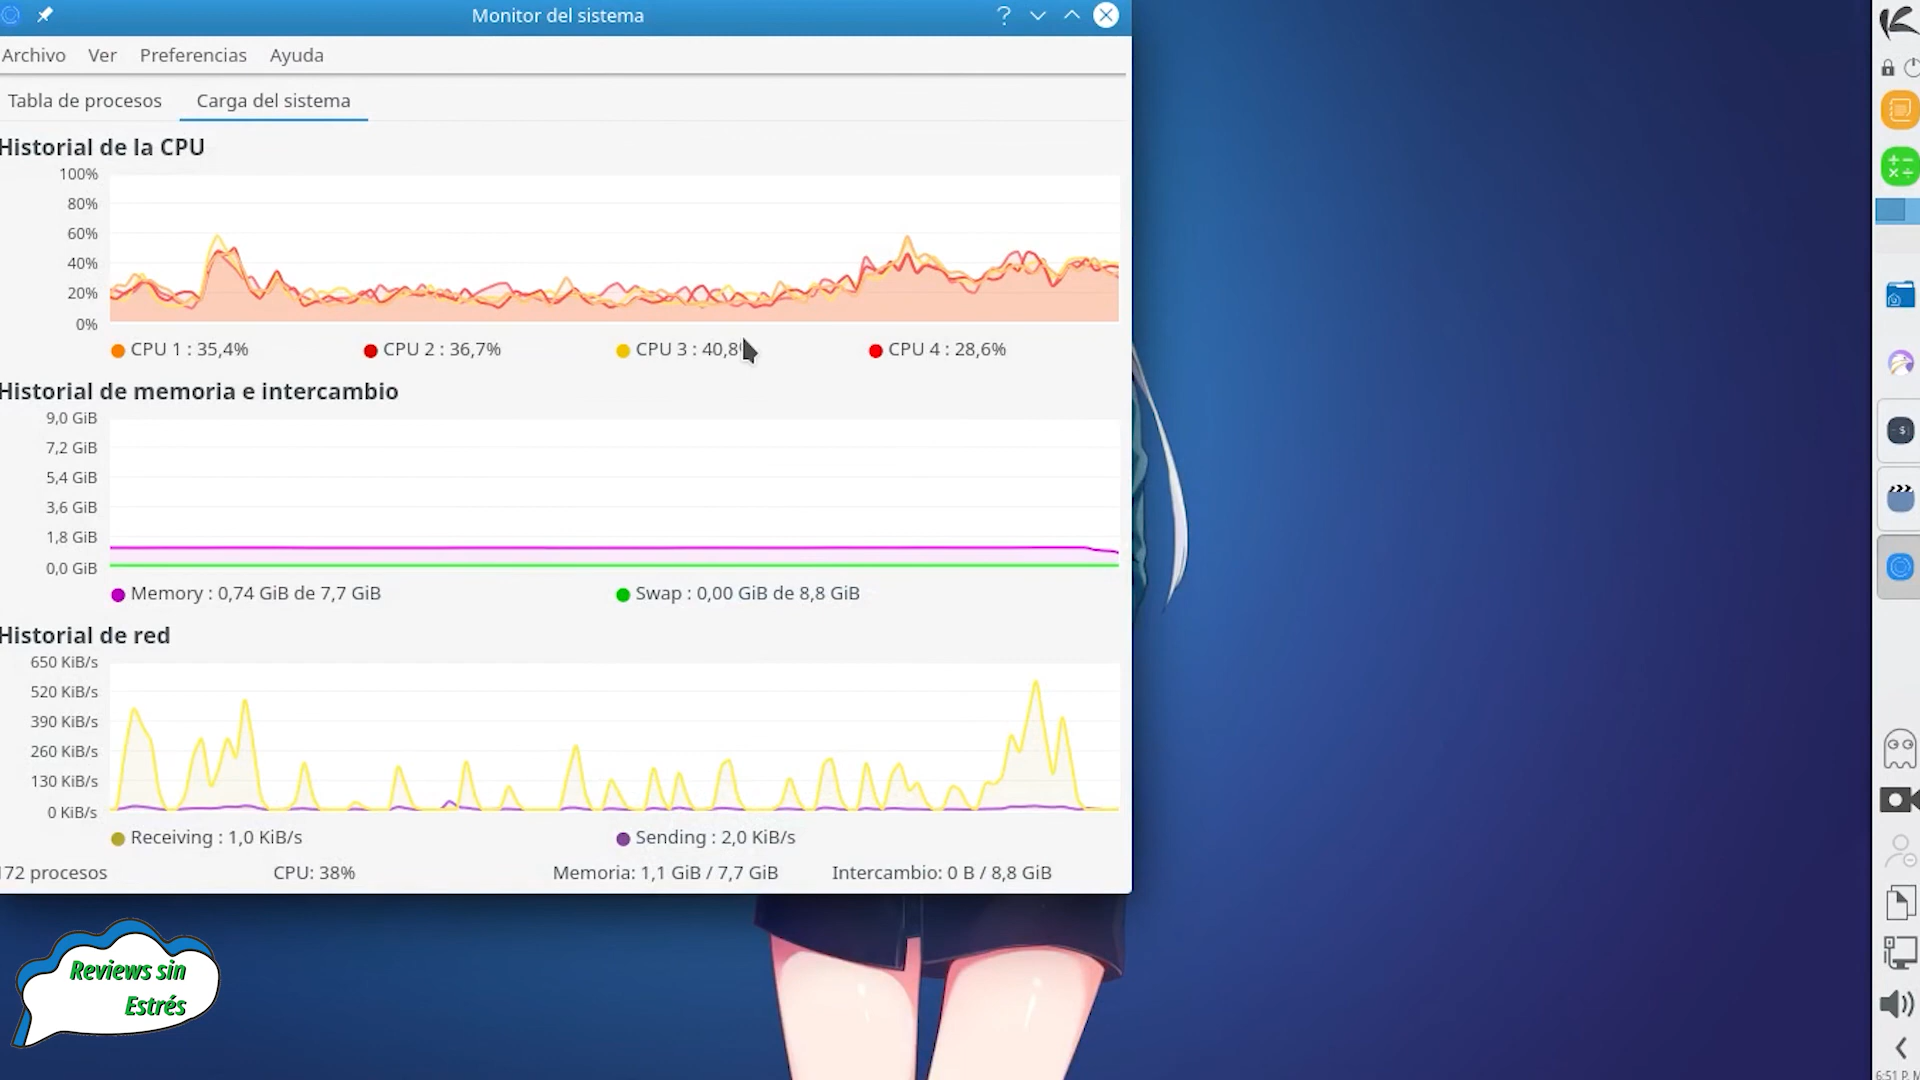 Monitor del sistema
Archivo Ver Preferencias Ayuda
Tabla de procesos Carga del sistema
Historial de la CPU
100%
80%
60%
40%
20%
0%
CPU 1 : 35,4% CPU 2 : 36,7% CPU 3 : 40,8 CPU 4 : 28,6%
Historial de memoria e intercambio
9,0 GiB
7,2 GiB
5,4 GiB
3,6 GiB
1,8 GiB
0,0 GiB
Memory : 0,74 GiB de 7,7 GiB Swap : 0,00 GiB de 8,8 GiB
Historial de red
650 KiB/s
520 KiB/s
390 KiB/s
260 KiB/s
130 KiB/s
0 KiB/s
Receiving : 1,0 KiB/s Sending : 2,0 KiB/s
172 procesos CPU: 38% Memoria: 1,1 GiB / 7,7 GiB Intercambio: 0 B / 8,8 GiB
Reviews sin
Estrés
6:51 P.M